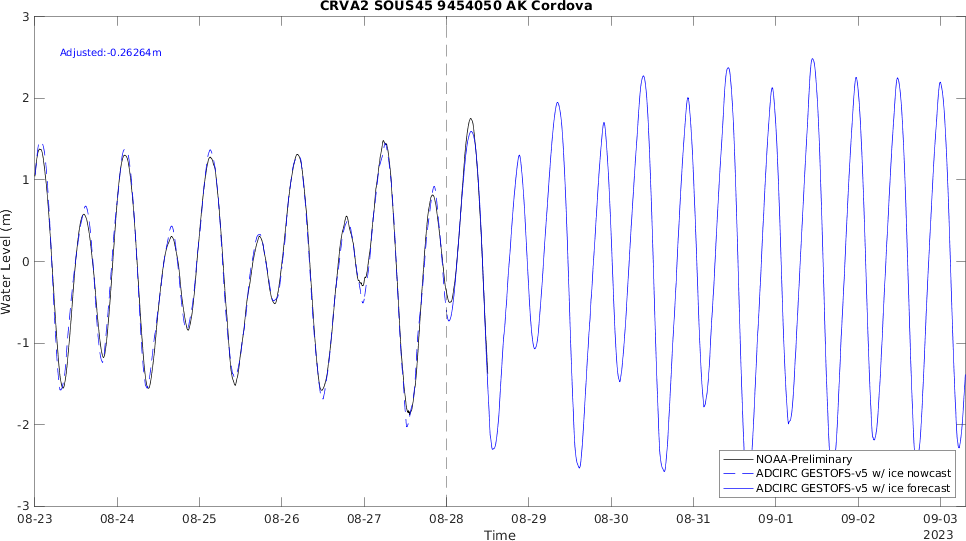 CRVA2 SOUS45 9454050 AK Cordova
Adjusted:-0.26264m
3
2
1
0
-1
-2
-3
Water Level (m)
NOAA-Preliminary
ADCIRC GESTOFS-v5 w/ ice nowcast
ADCIRC GESTOFS-v5 w/ ice forecast
08-23 08-24 08-25 08-26 08-27 08-28 08-29 08-30 08-31 09-01 09-02 09-03
2023
Time